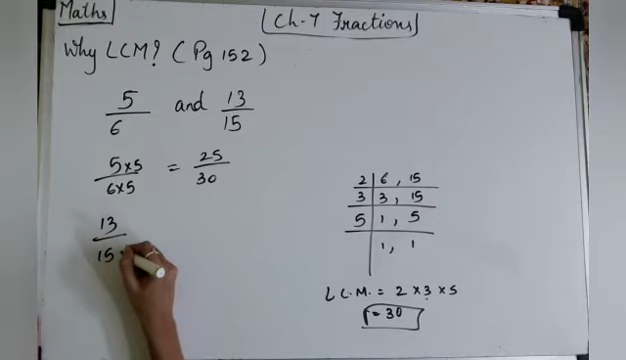 Maths
Ch-7 Fractions
Why LCM? (Pg 152)
5/6 and 13/15
5×5/6×5 = 25/30
13/15
2 | 6, 15
3 | 3, 15
5 | 1, 5
1, 1
L.C.M. = 2 × 3 × 5
= 30